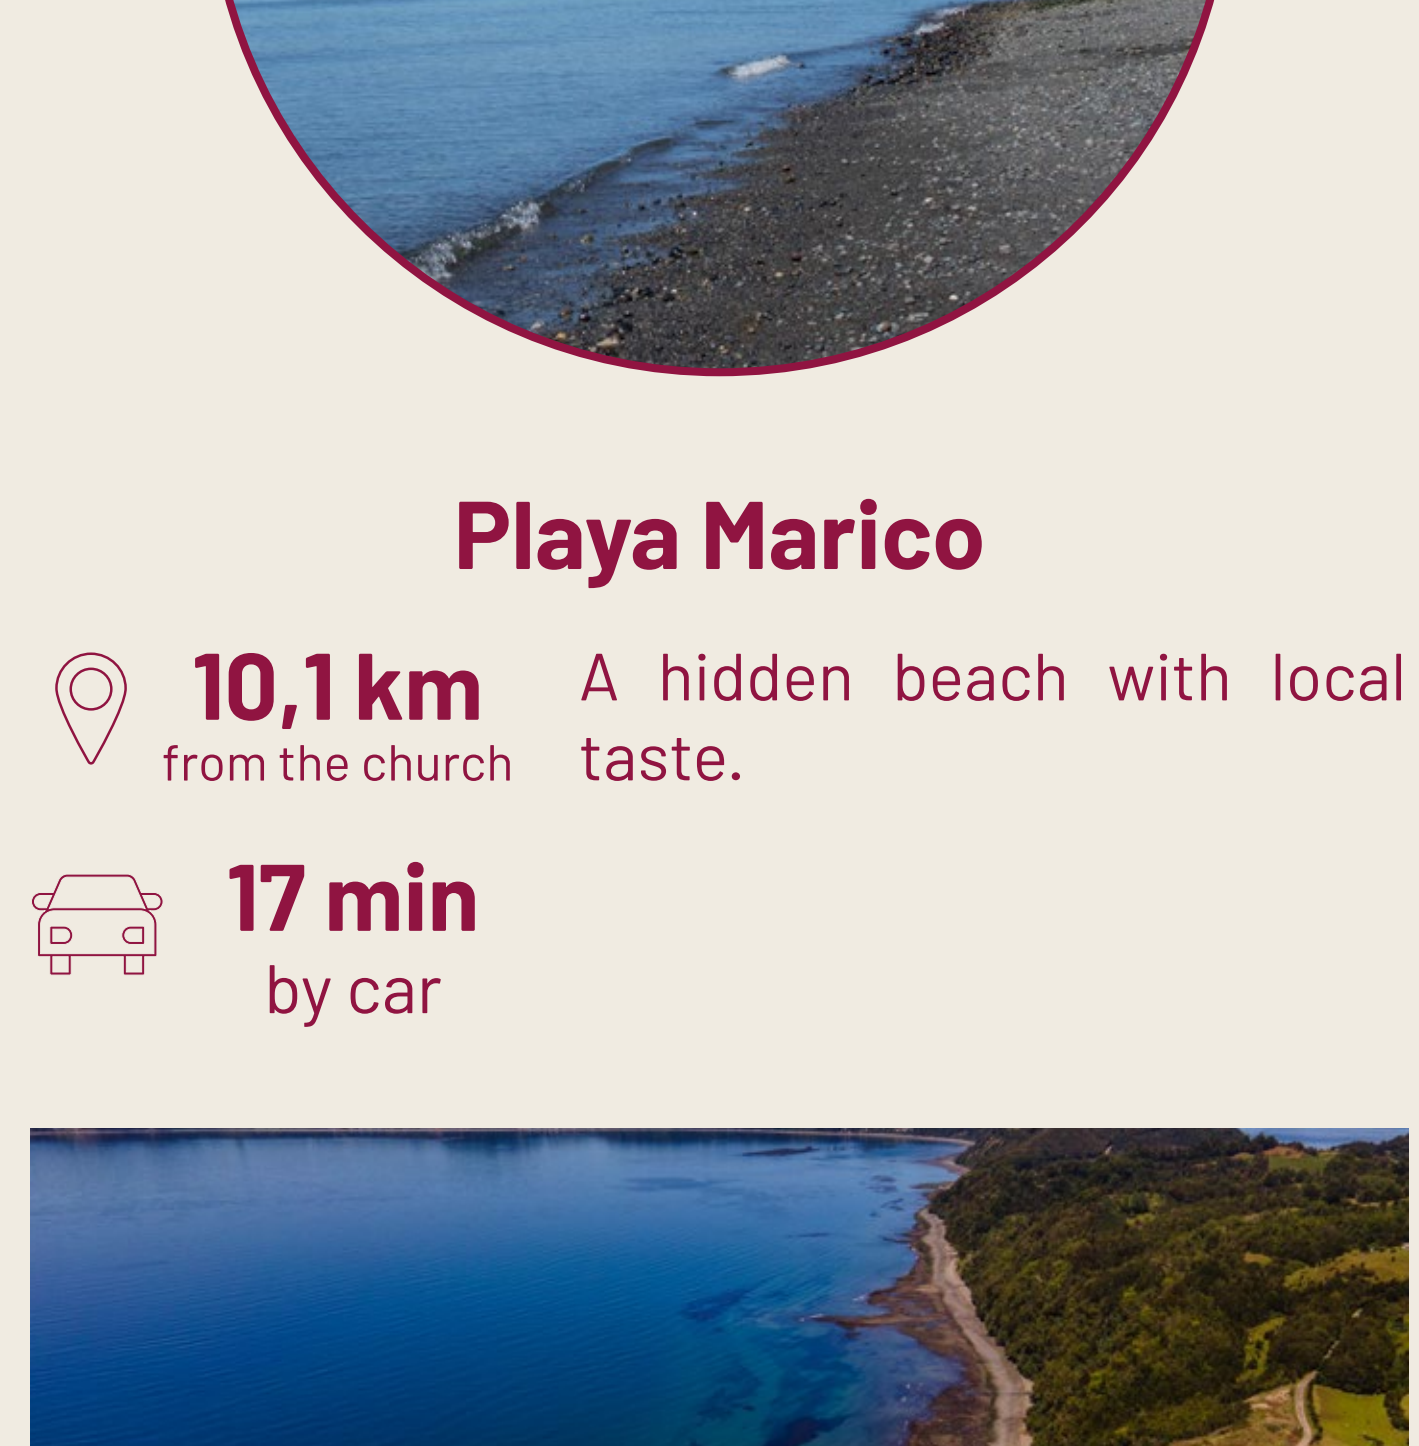 Playa Marico
10,1 km
from the church
A hidden beach with local
taste.
17 min
by car